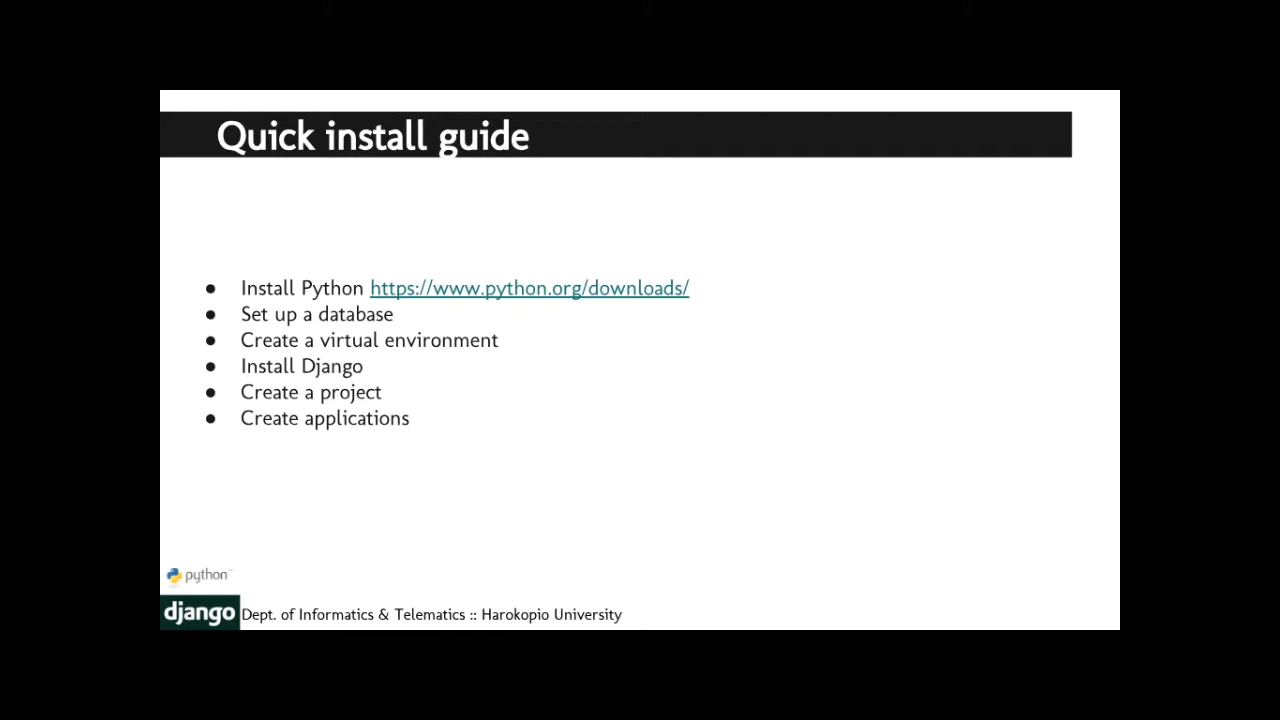 Quick install guide
● Install Python https://www.python.org/downloads/
● Set up a database
● Create a virtual environment
● Install Django
● Create a project
● Create applications
python™
django Dept. of Informatics & Telematics :: Harokopio University